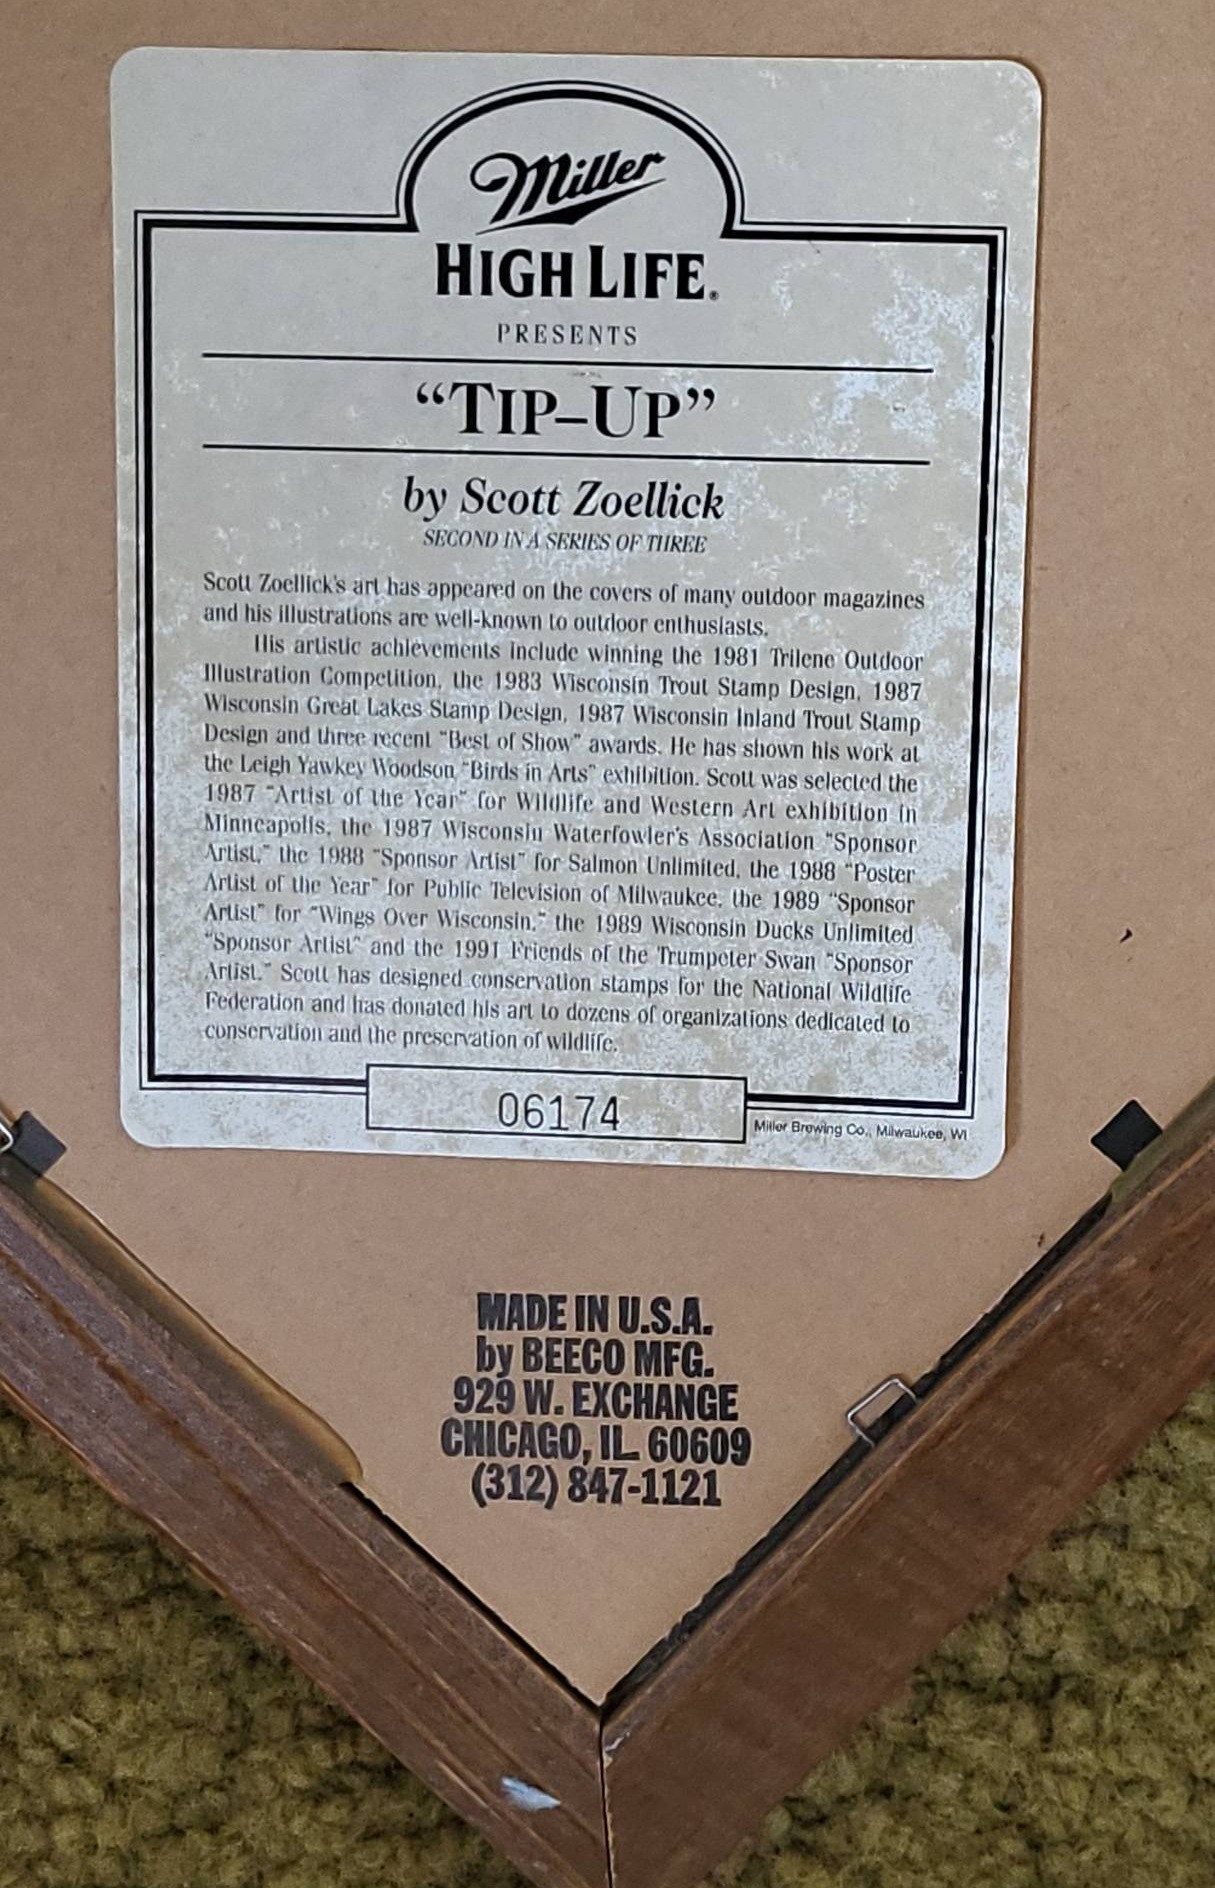 Miller
HIGH LIFE®
PRESENTS
“TIP–UP”
by Scott Zoellick
SECOND IN A SERIES OF THREE
Scott Zoellick's art has appeared on the covers of many outdoor magazines
and his illustrations are well-known to outdoor enthusiasts.
His artistic achievements include winning the 1981 Trilene Outdoor
Illustration Competition, the 1983 Wisconsin Trout Stamp Design, 1987
Wisconsin Great Lakes Stamp Design, 1987 Wisconsin Inland Trout Stamp
Design and three recent “Best of Show” awards. He has shown his work at
the Leigh Yawkey Woodson “Birds in Arts” exhibition. Scott was selected the
1987 “Artist of the Year” for Wildlife and Western Art exhibition in
Minneapolis, the 1987 Wisconsin Waterfowler's Association “Sponsor
Artist,” the 1988 “Sponsor Artist” for Salmon Unlimited, the 1988 “Poster
Artist of the Year” for Public Television of Milwaukee, the 1989 “Sponsor
Artist” for “Wings Over Wisconsin,” the 1989 Wisconsin Ducks Unlimited
“Sponsor Artist” and the 1991 Friends of the Trumpeter Swan “Sponsor
Artist.” Scott has designed conservation stamps for the National Wildlife
Federation and has donated his art to dozens of organizations dedicated to
conservation and the preservation of wildlife.
06174
Miller Brewing Co., Milwaukee, WI
MADE IN U.S.A.
by BEECO MFG.
929 W. EXCHANGE
CHICAGO, IL 60609
(312) 847-1121